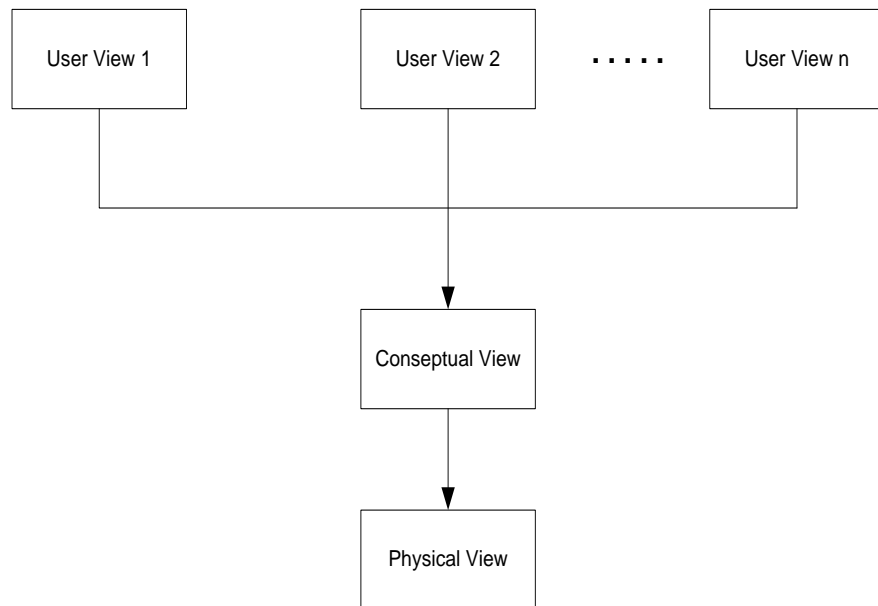 User View 1
User View 2
.....
User View n
Conseptual View
Physical View